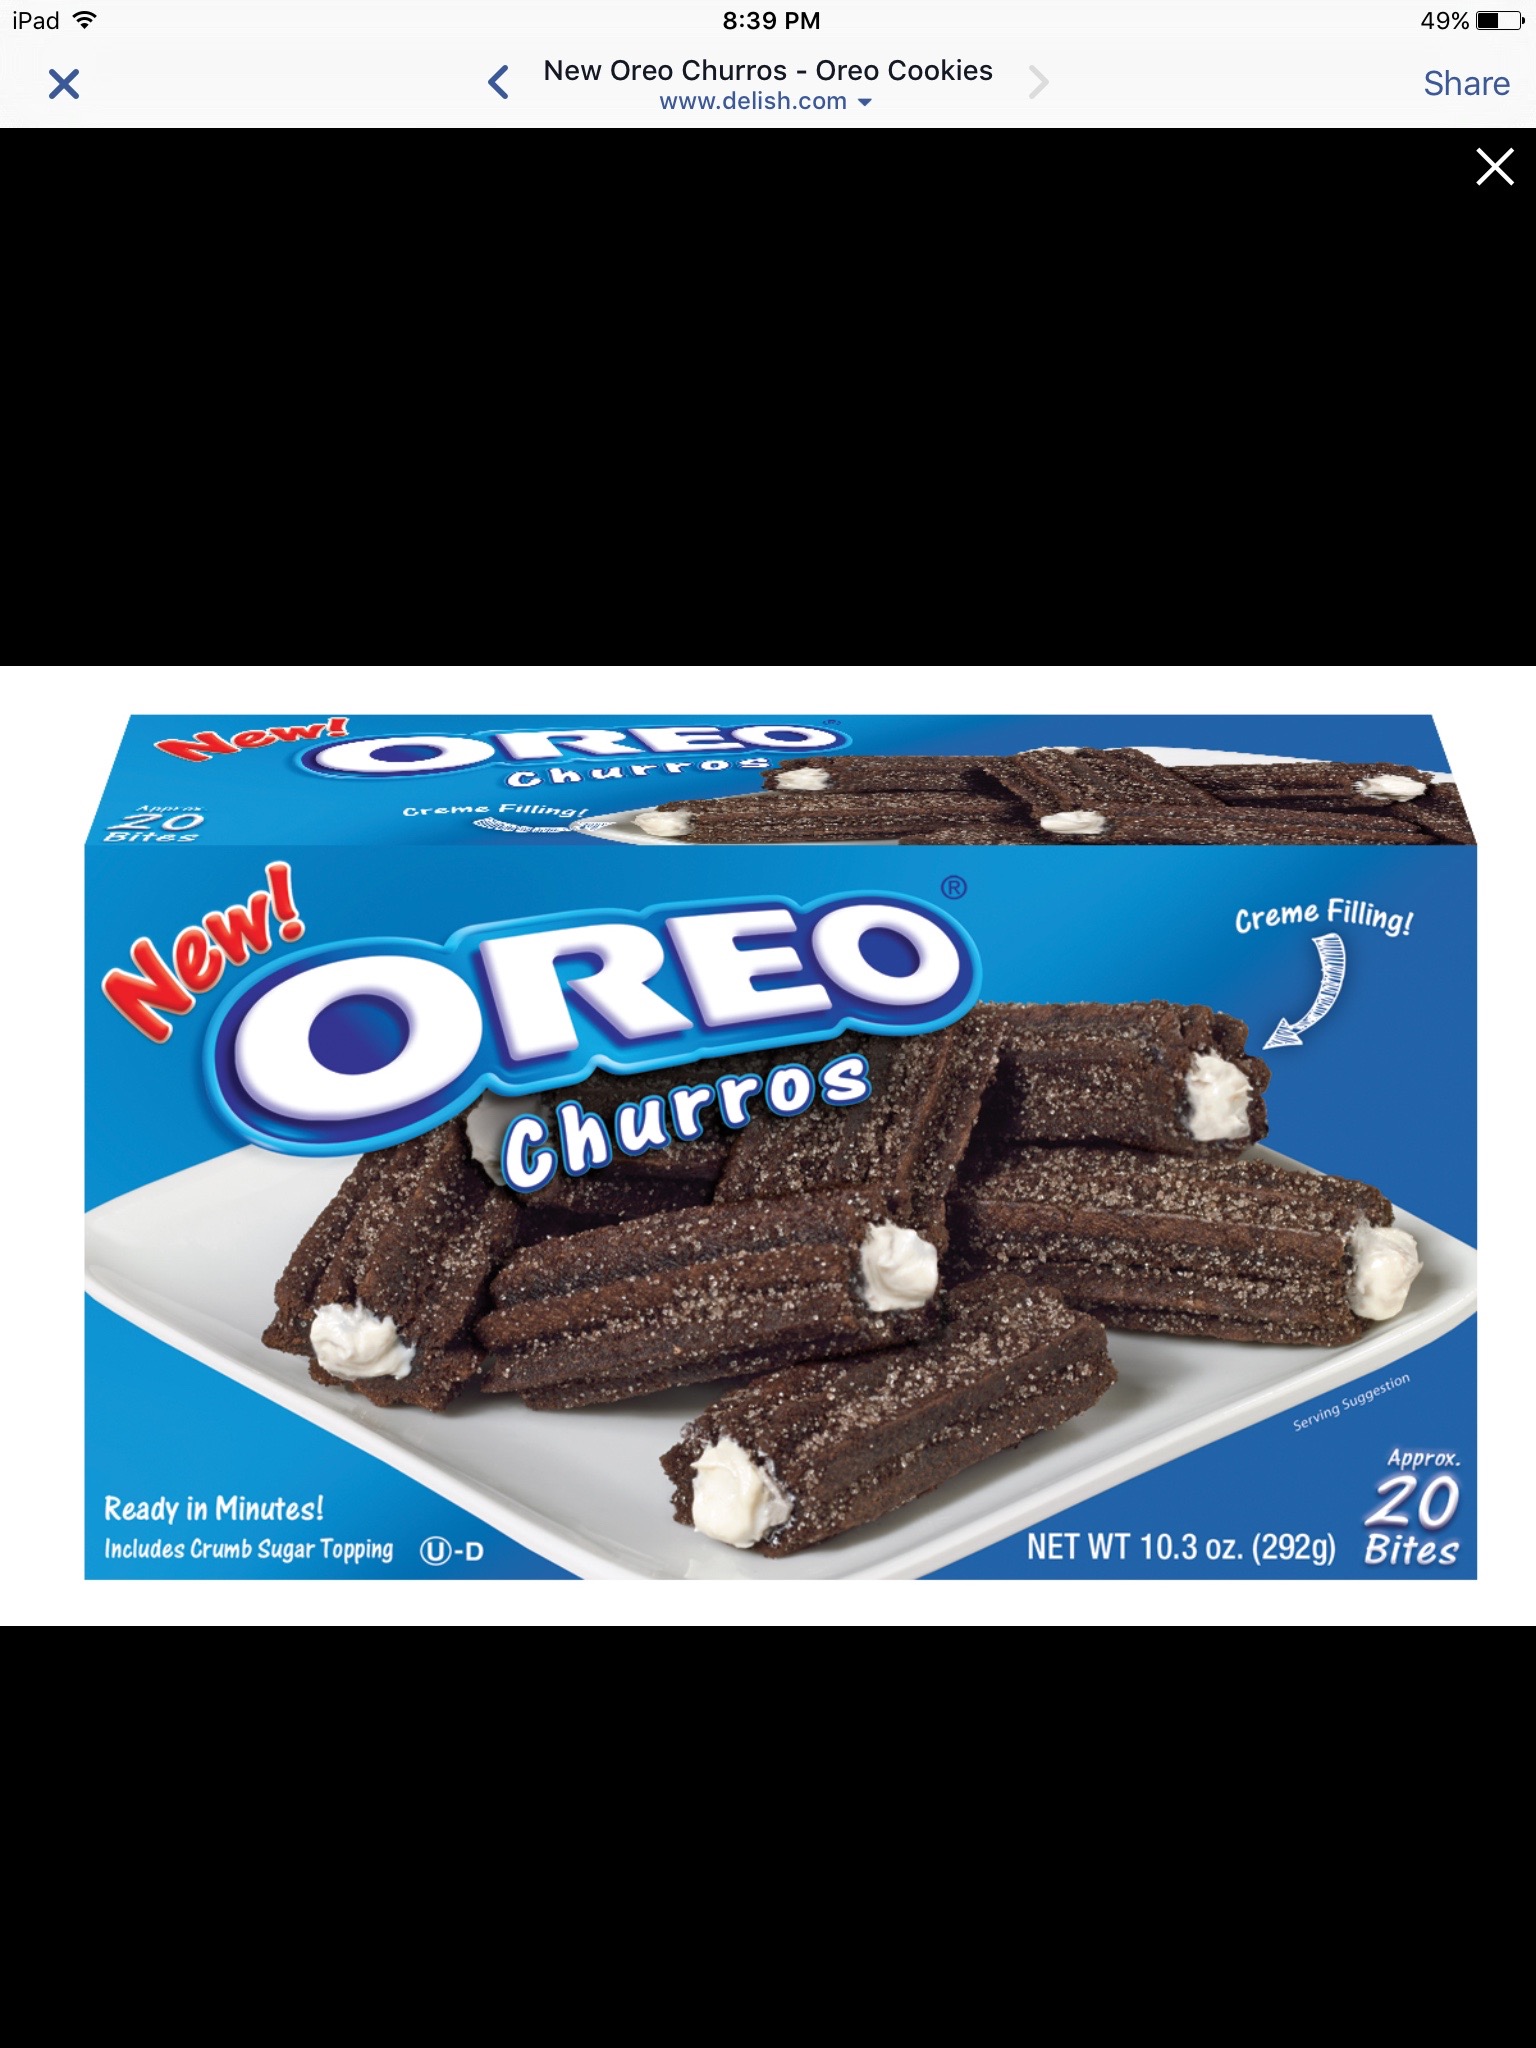 iPad 8:39 PM 49%
New Oreo Churros - Oreo Cookies
www.delish.com
Share
New! OREO ®
Churros
Creme Filling!
Approx.
20
Bites
New!
OREO ®
Churros
Creme Filling!
Serving Suggestion
Ready in Minutes!
Includes Crumb Sugar Topping Ⓤ-D
NET WT 10.3 oz. (292g)
Approx.
20
Bites